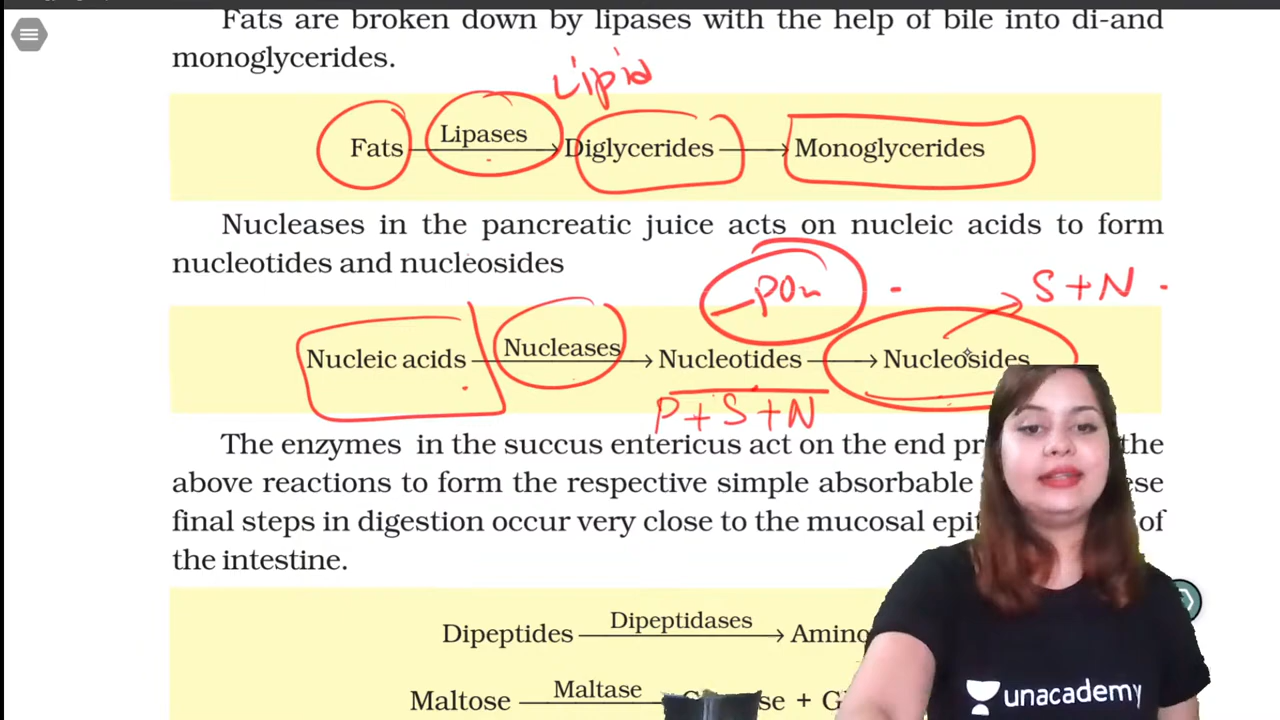 Fats are broken down by lipases with the help of bile into di-and
monoglycerides.
Lipid
Fats Lipases Diglycerides Monoglycerides
Nucleases in the pancreatic juice acts on nucleic acids to form
nucleotides and nucleosides
S+N
Nucleic acids Nucleases Nucleotides Nucleosides
P+S+N
The enzymes in the succus entericus act on the end the
above reactions to form the respective simple absorbable
final steps in digestion occur very close to the mucosal of
the intestine.
Dipeptides Dipeptidases Amino
Maltose Maltase + G
unacademy